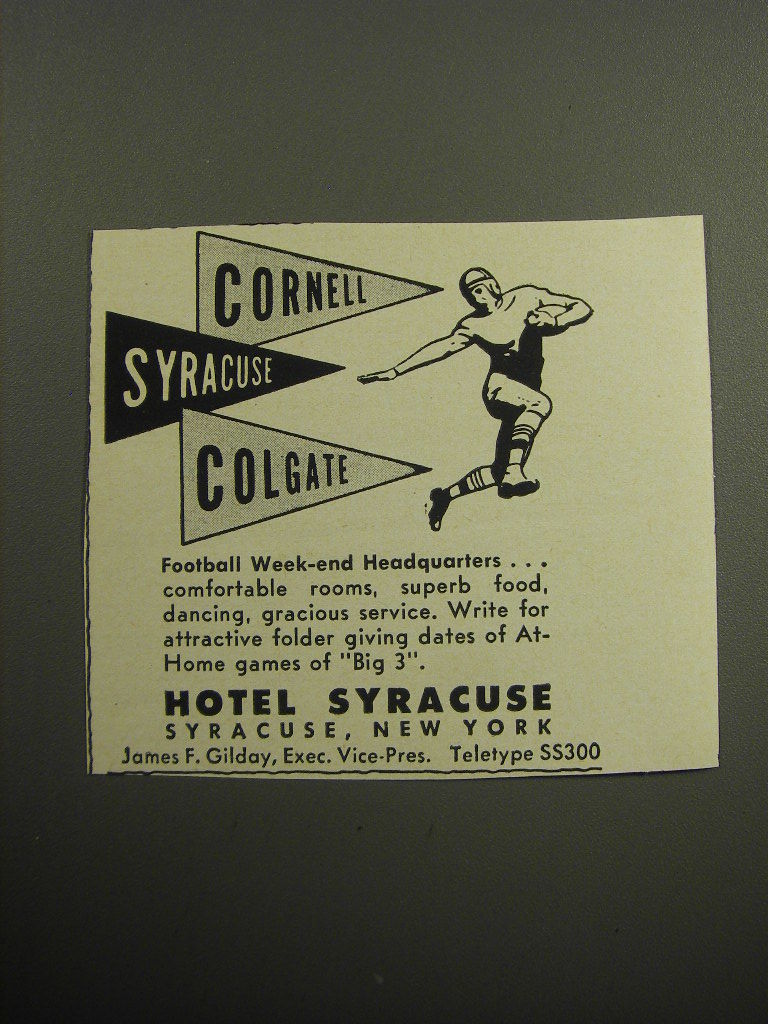 CORNELL
SYRACUSE
COLGATE
Football Week-end Headquarters . . .
comfortable rooms, superb food,
dancing, gracious service. Write for
attractive folder giving dates of At-
Home games of "Big 3".
HOTEL SYRACUSE
SYRACUSE, NEW YORK
James F. Gilday, Exec. Vice-Pres. Teletype SS300